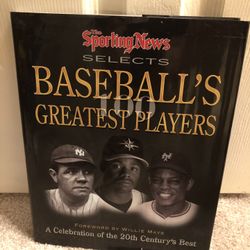 The
Sporting News
SELECTS
BASEBALL'S
100
GREATEST PLAYERS
FOREWORD BY WILLIE MAYS
A Celebration of the 20th Century's Best